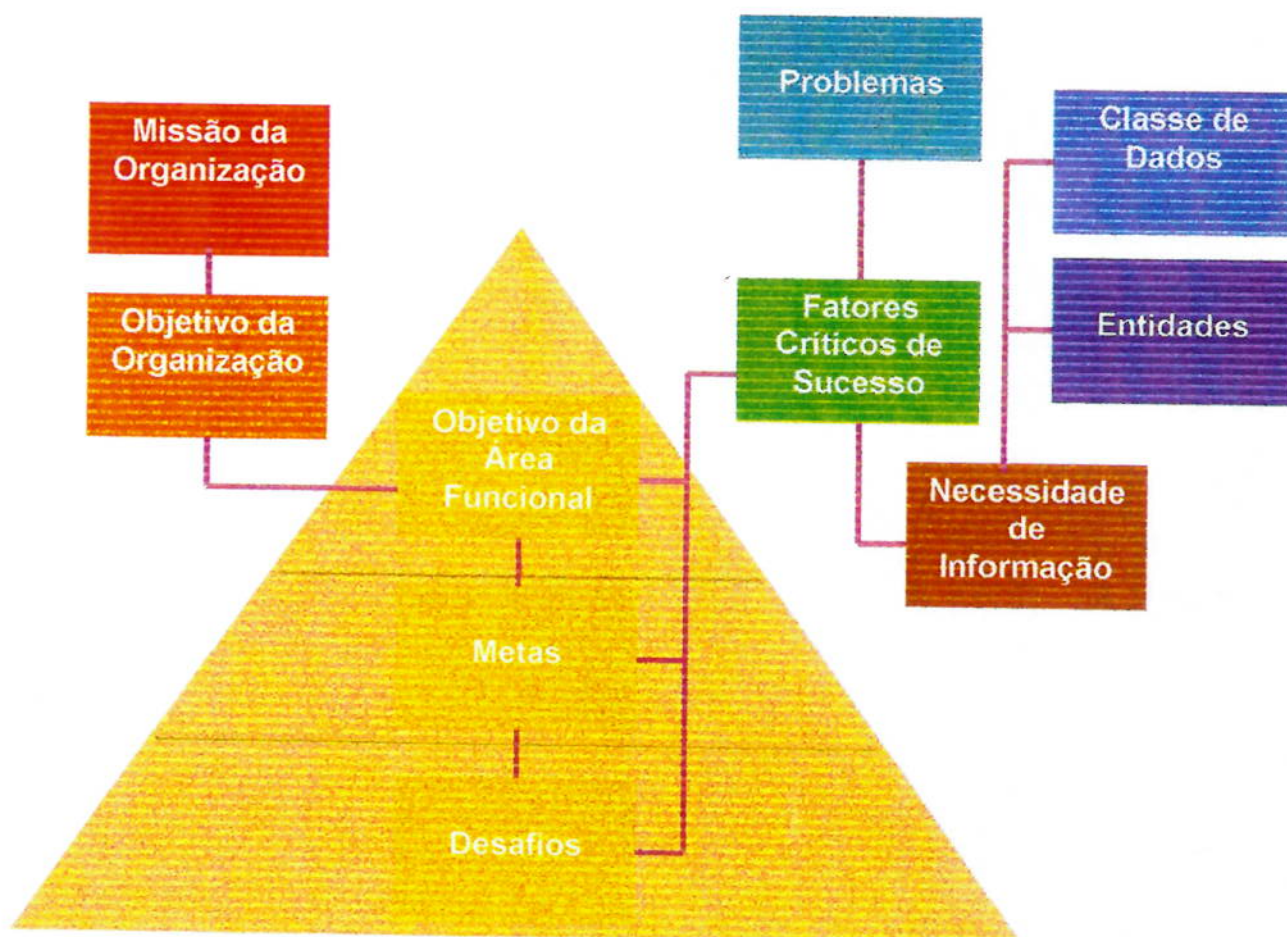 Missão da
Organização
Objetivo da
Organização
Objetivo da
Área
Funcional
Metas
Desafios
Problemas
Fatores
Críticos de
Sucesso
Necessidade
de
Informação
Classe de
Dados
Entidades